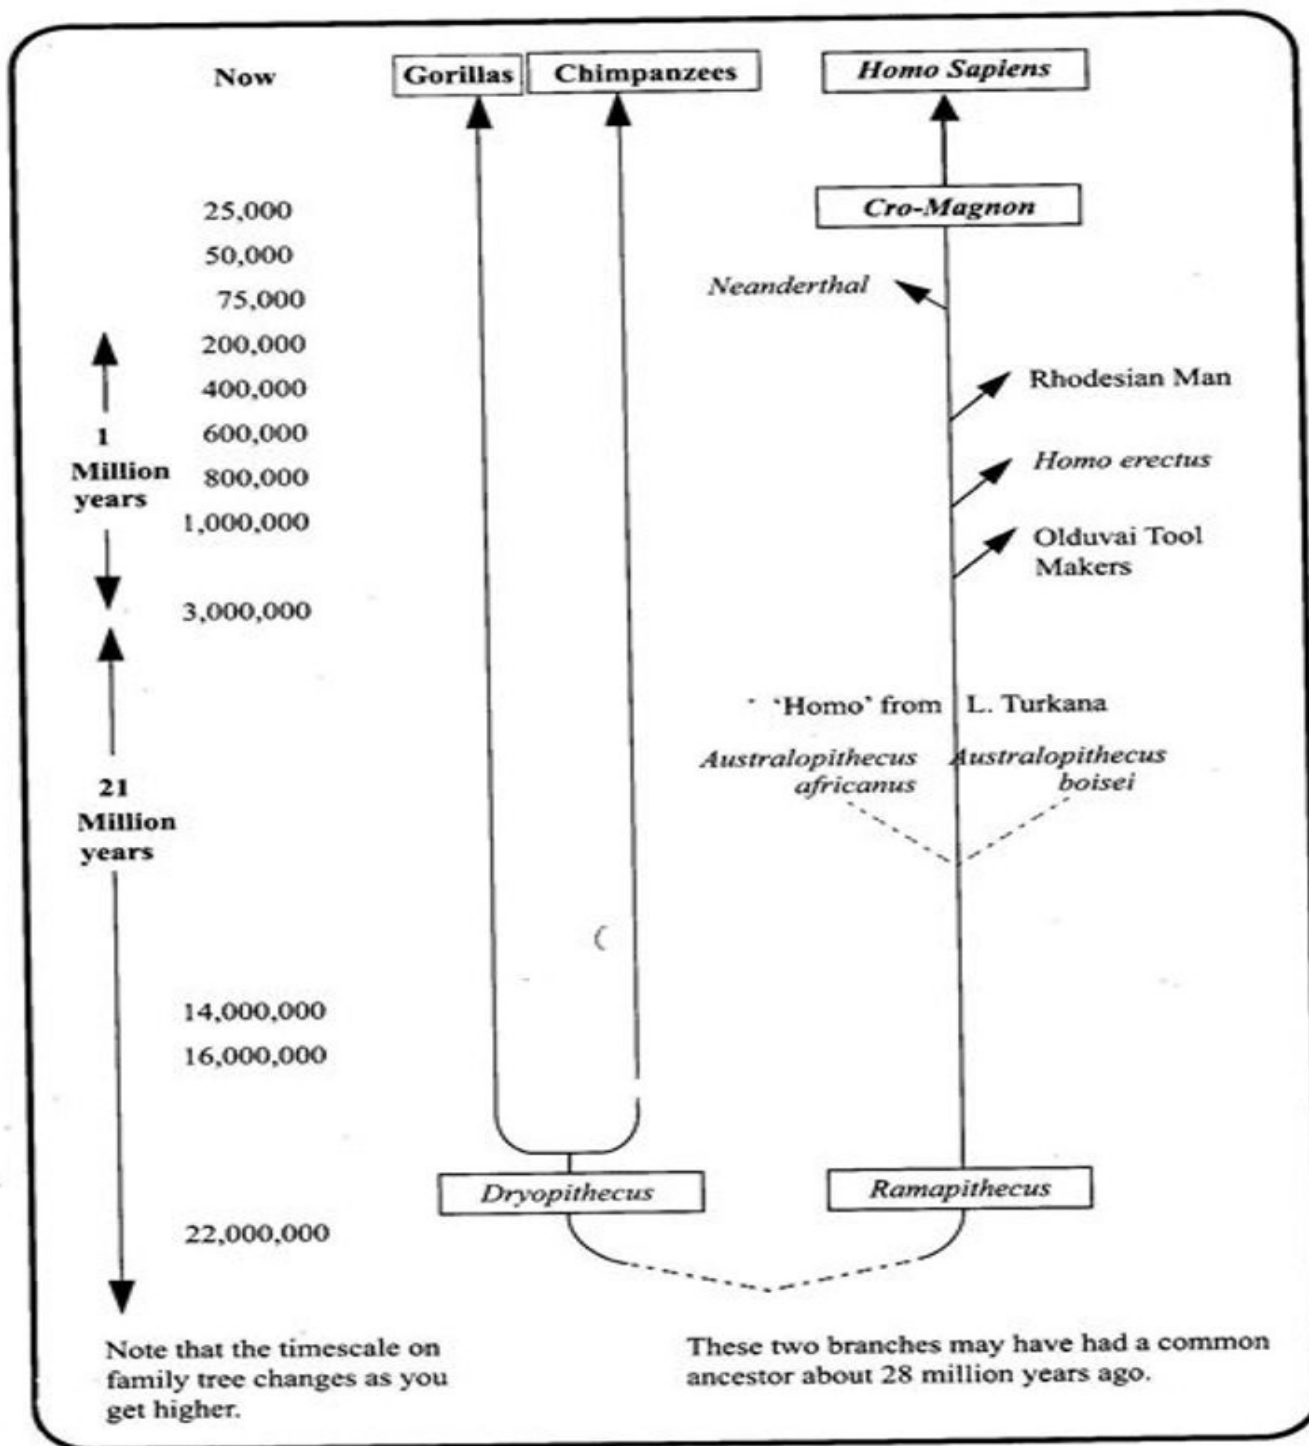 Now
Gorillas
Chimpanzees
Homo Sapiens
25,000
Cro-Magnon
50,000
Neanderthal
75,000
200,000
400,000
Rhodesian Man
1
Million
years
600,000
800,000
Homo erectus
1,000,000
Olduvai Tool
Makers
3,000,000
'Homo' from L. Turkana
Australopithecus
africanus
Australopithecus
boisei
21
Million
years
14,000,000
16,000,000
Dryopithecus
Ramapithecus
22,000,000
Note that the timescale on
family tree changes as you
get higher.
These two branches may have had a common
ancestor about 28 million years ago.